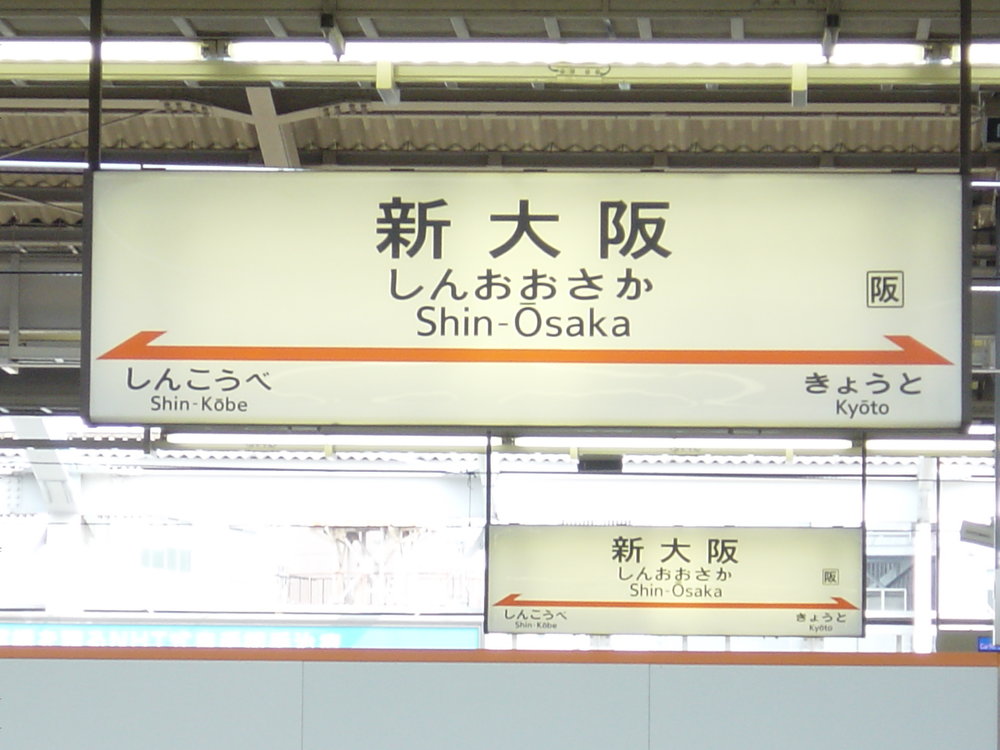 新大阪
しんおおさか
阪
Shin-Ōsaka
しんこうべ
きょうと
Shin-Kōbe
Kyōto
新大阪
しんおおさか
阪
Shin-Ōsaka
しんこうべ
きょうと
Shin-Kōbe
Kyōto